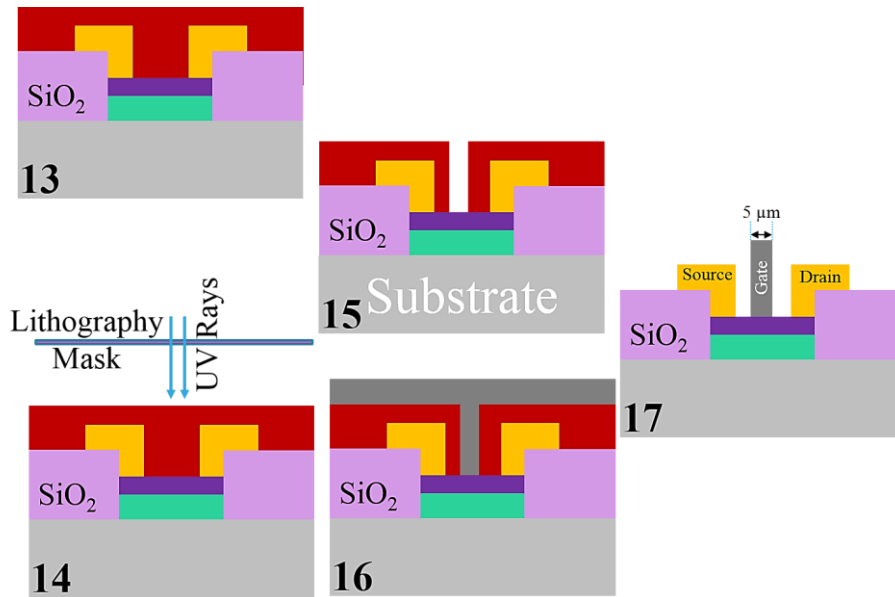 SiO2
13
SiO2
Substrate
15
5 µm
Source
Gate
Drain
SiO2
17
Lithography
Mask
UV Rays
SiO2
14
SiO2
16